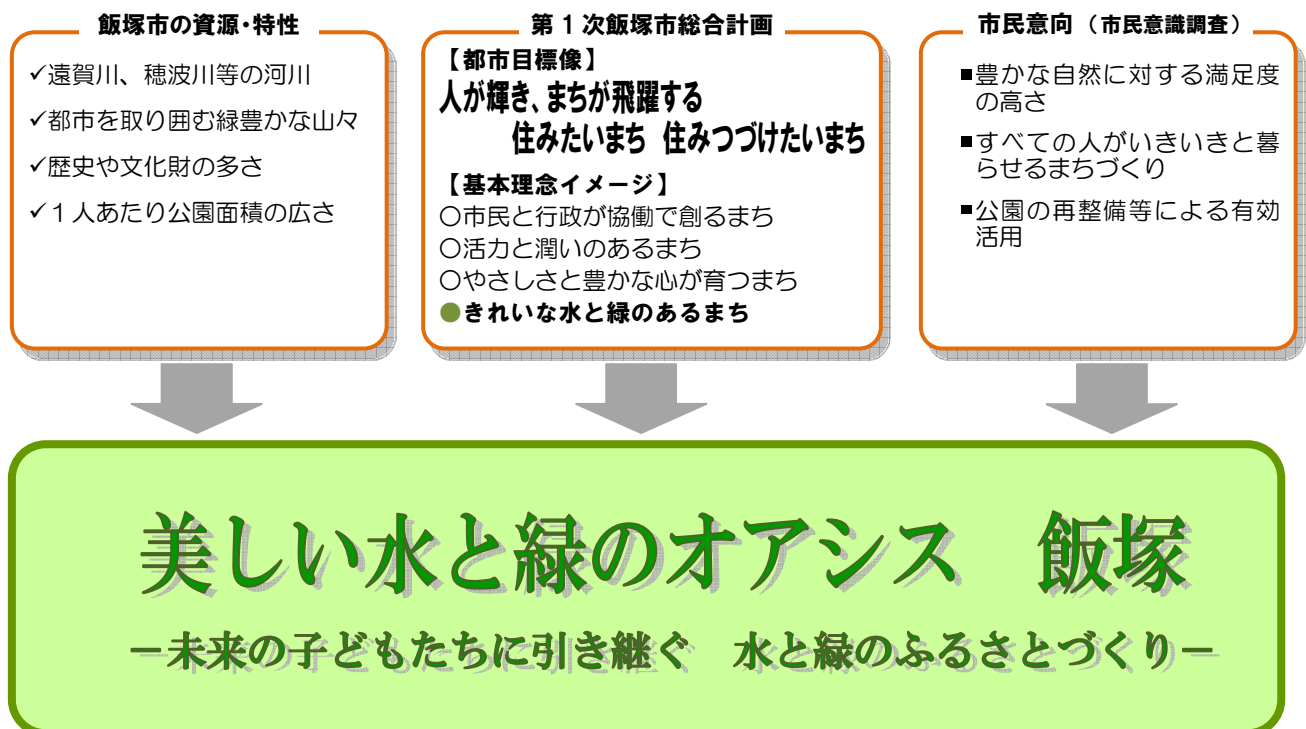 飯塚市の資源・特性
✓遠賀川、穂波川等の河川
✓都市を取り囲む緑豊かな山々
✓歴史や文化財の多さ
✓１人あたり公園面積の広さ
第１次飯塚市総合計画
【都市目標像】
人が輝き、まちが飛躍する
住みたいまち 住みつづけたいまち
【基本理念イメージ】
○市民と行政が協働で創るまち
○活力と潤いのあるまち
○やさしさと豊かな心が育つまち
●きれいな水と緑のあるまち
市民意向（市民意識調査）
■豊かな自然に対する満足度
の高さ
■すべての人がいきいきと暮
らせるまちづくり
■公園の再整備等による有効
活用
美しい水と緑のオアシス　飯塚
－未来の子どもたちに引き継ぐ　水と緑のふるさとづくり－